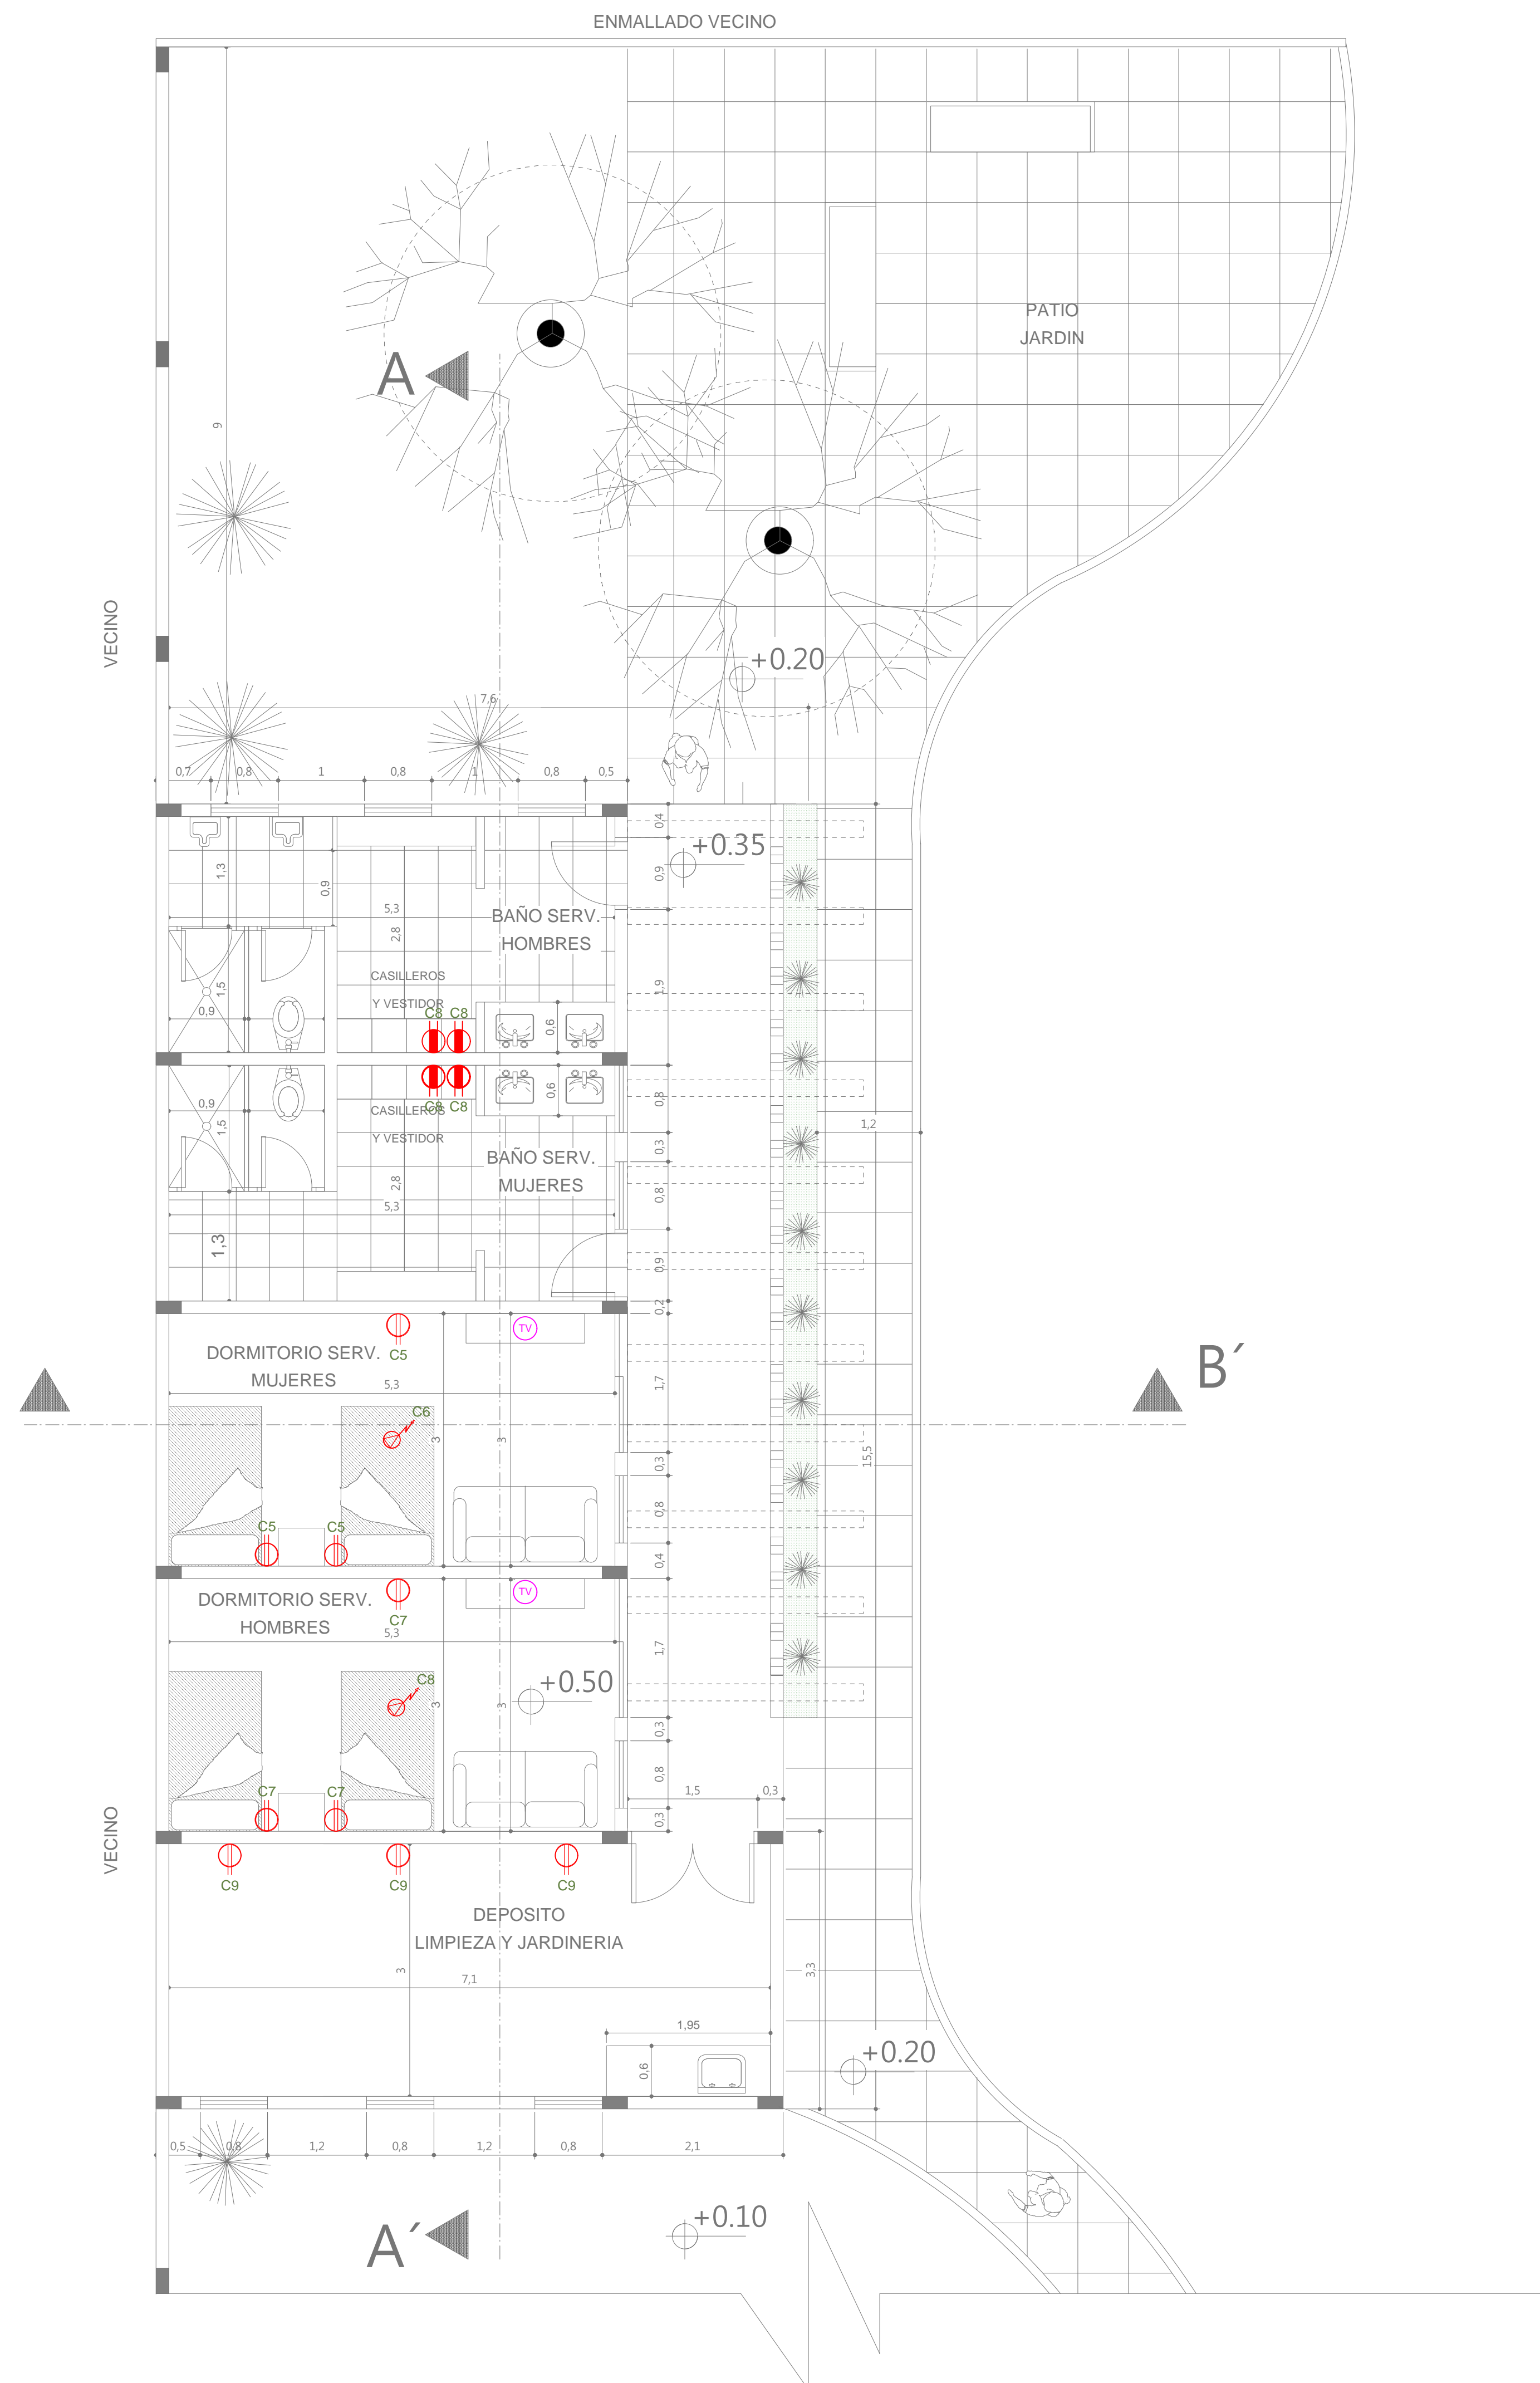 ENMALLADO VECINO
PATIO
JARDIN
A
9
VECINO
+0.20
7,6
0,7
0,8
1
0,8
1
0,8
0,5
0,4
+0.35
1,3
0,9
0,9
5,3
BAÑO SERV.
2,8
HOMBRES
CASILLEROS
1,5
1,9
Y VESTIDOR
0,9
C8
C8
0,6
0,9
0,6
0,8
CASILLEROS
C8
C8
1,2
1,5
Y VESTIDOR
0,3
BAÑO SERV.
2,8
MUJERES
0,8
5,3
1,3
0,9
0,2
TV
DORMITORIO SERV.
C5
MUJERES
B´
5,3
1,7
C6
3
3
15,5
0,3
0,8
C5
C5
0,4
TV
DORMITORIO SERV.
C7
HOMBRES
5,3
1,7
C8
+0.50
3
3
0,3
0,8
C7
C7
1,5
0,3
0,3
VECINO
C9
C9
C9
DEPOSITO
LIMPIEZA Y JARDINERIA
3
3,3
7,1
1,95
+0.20
0,6
0,5
0,8
1,2
0,8
1,2
0,8
2,1
+0.10
A´